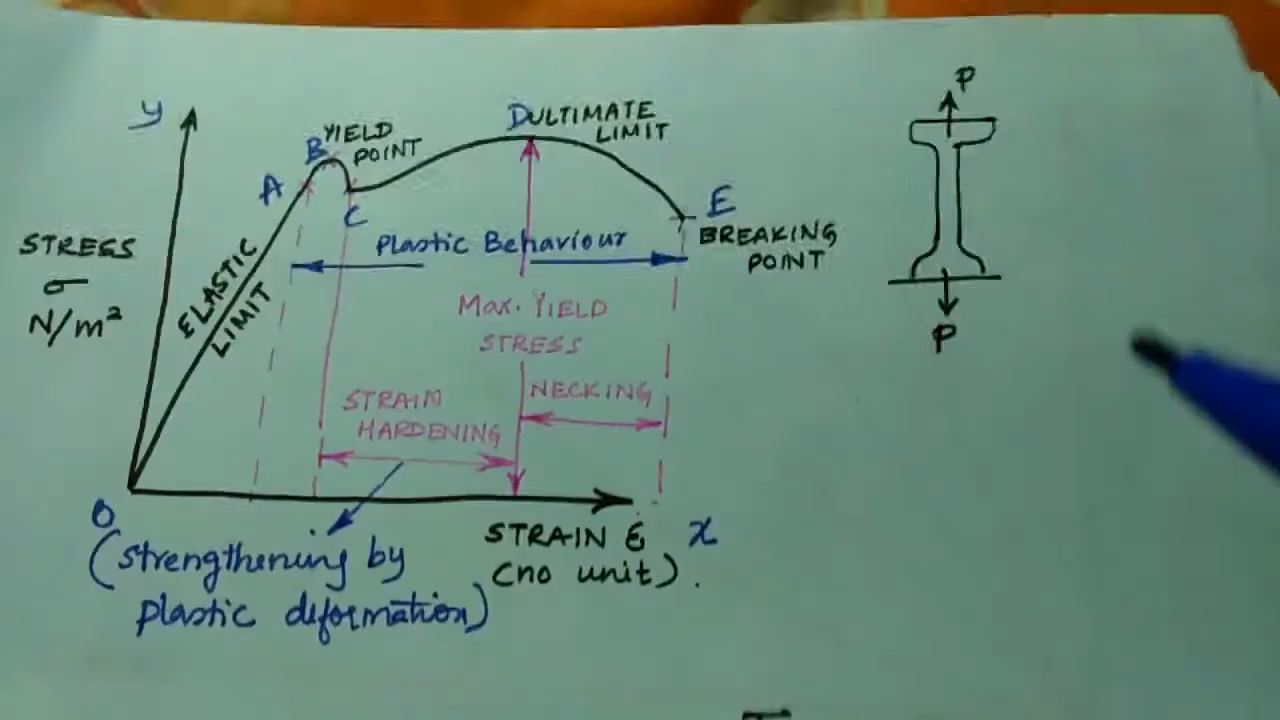 y
STRESS
σ
N/m²
ELASTIC
LIMIT
A
B
YIELD
POINT
C
D ULTIMATE
LIMIT
E
BREAKING
POINT
Plastic Behaviour
Max. YIELD
STRESS
NECKING
STRAIN
HARDENING
O
(strengthening by
plastic deformation)
STRAIN ε
(no unit).
x
P
P